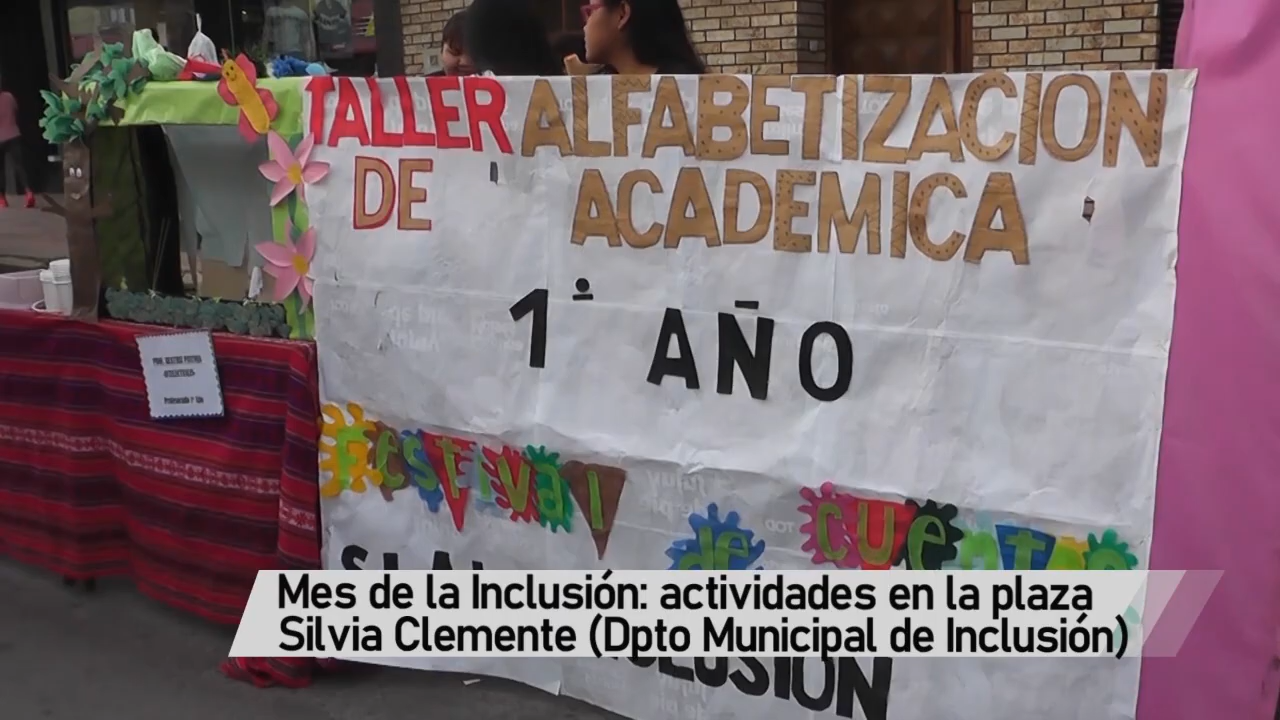 TALLER ALFABETIZACION
DE ACADEMICA
1° AÑO
Festival de cuentos
Mes de la Inclusión: actividades en la plaza
Silvia Clemente (Dpto Municipal de Inclusión)
INCLUSIÓN